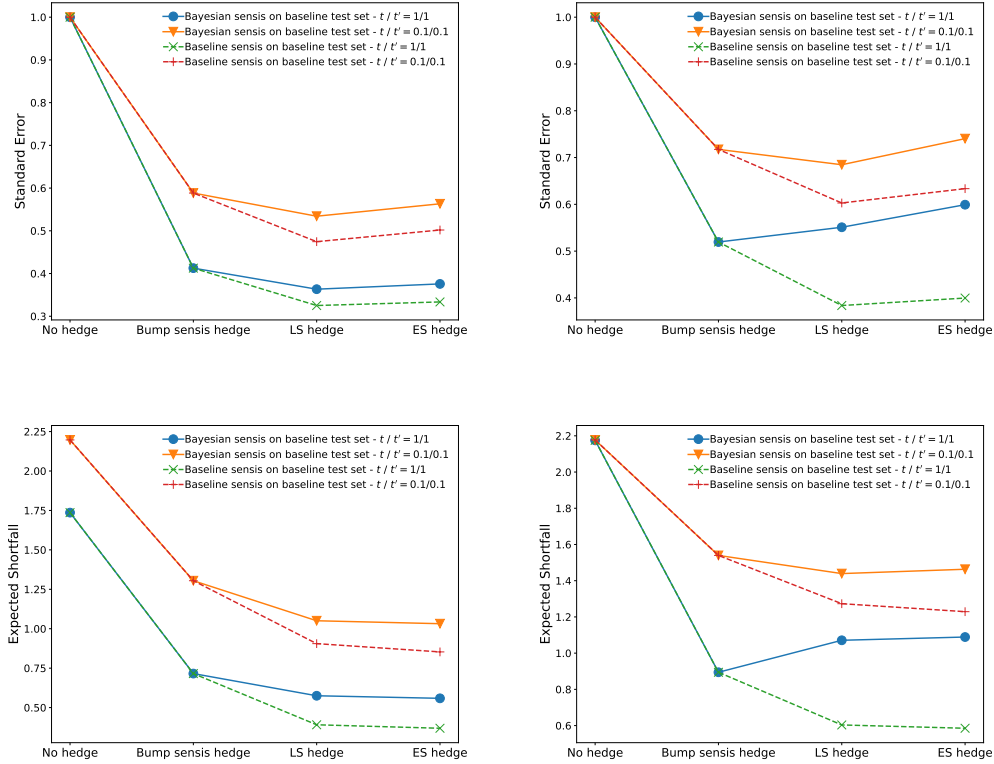 1.0
0.9
0.8
0.7
0.6
0.5
0.4
0.3
Standard Error
Bayesian sensis on baseline test set - t / t′ = 1/1
Bayesian sensis on baseline test set - t / t′ = 0.1/0.1
Baseline sensis on baseline test set - t / t′ = 1/1
Baseline sensis on baseline test set - t / t′ = 0.1/0.1
No hedge Bump sensis hedge LS hedge ES hedge
1.0
0.9
0.8
0.7
0.6
0.5
0.4
Standard Error
Bayesian sensis on baseline test set - t / t′ = 1/1
Bayesian sensis on baseline test set - t / t′ = 0.1/0.1
Baseline sensis on baseline test set - t / t′ = 1/1
Baseline sensis on baseline test set - t / t′ = 0.1/0.1
No hedge Bump sensis hedge LS hedge ES hedge
2.25
2.00
1.75
1.50
1.25
1.00
0.75
0.50
Expected Shortfall
Bayesian sensis on baseline test set - t / t′ = 1/1
Bayesian sensis on baseline test set - t / t′ = 0.1/0.1
Baseline sensis on baseline test set - t / t′ = 1/1
Baseline sensis on baseline test set - t / t′ = 0.1/0.1
No hedge Bump sensis hedge LS hedge ES hedge
2.2
2.0
1.8
1.6
1.4
1.2
1.0
0.8
0.6
Expected Shortfall
Bayesian sensis on baseline test set - t / t′ = 1/1
Bayesian sensis on baseline test set - t / t′ = 0.1/0.1
Baseline sensis on baseline test set - t / t′ = 1/1
Baseline sensis on baseline test set - t / t′ = 0.1/0.1
No hedge Bump sensis hedge LS hedge ES hedge